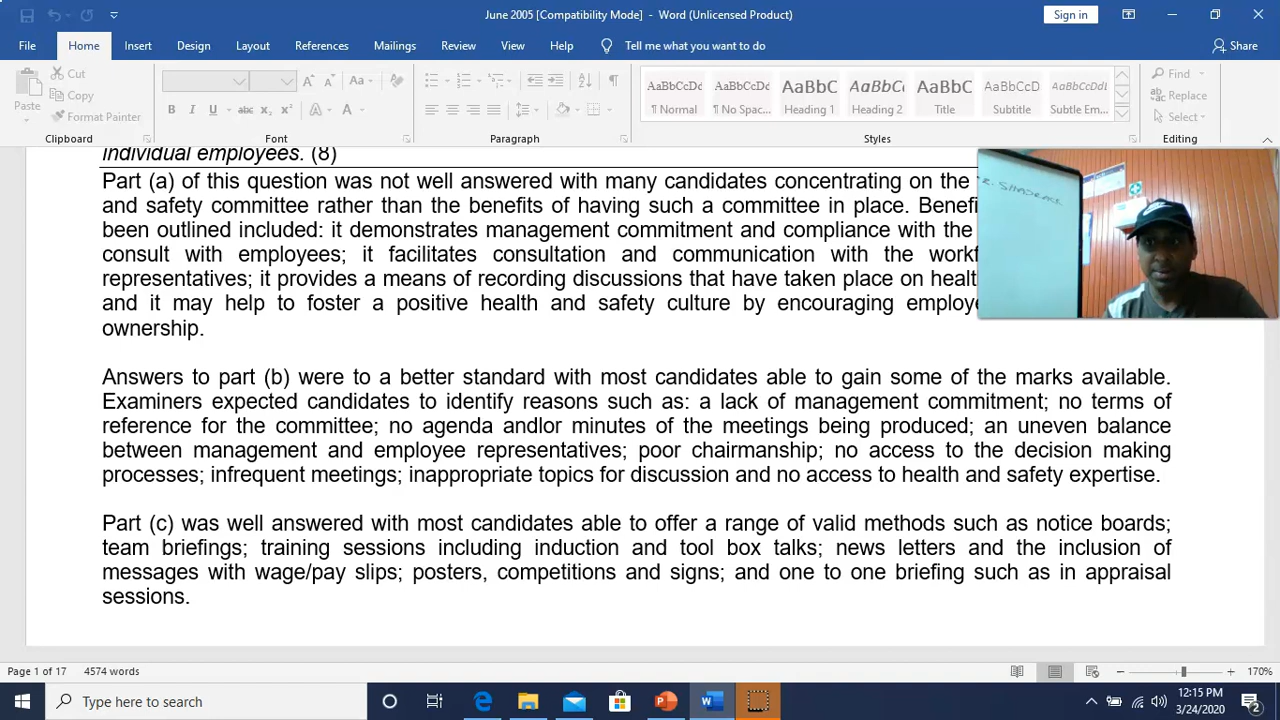 June 2005 [Compatibility Mode] - Word (Unlicensed Product)
Sign in
File Home Insert Design Layout References Mailings Review View Help Tell me what you want to do
Share
Paste
Cut
Copy
Format Painter
Aa
B I U abc x₂ x² A A
AaBbCcDd AaBbCcDd AaBbC AaBbCc AaBbC AaBbCcD AaBbCcDd
¶ Normal ¶ No Spac... Heading 1 Heading 2 Title Subtitle Subtle Em...
Find
Replace
Select
Clipboard Font Paragraph Styles Editing
individual employees. (8)
Part (a) of this question was not well answered with many candidates concentrating on the
and safety committee rather than the benefits of having such a committee in place. Benefi
been outlined included: it demonstrates management commitment and compliance with the
consult with employees; it facilitates consultation and communication with the workf
representatives; it provides a means of recording discussions that have taken place on healt
and it may help to foster a positive health and safety culture by encouraging employe
ownership.
Answers to part (b) were to a better standard with most candidates able to gain some of the marks available.
Examiners expected candidates to identify reasons such as: a lack of management commitment; no terms of
reference for the committee; no agenda andlor minutes of the meetings being produced; an uneven balance
between management and employee representatives; poor chairmanship; no access to the decision making
processes; infrequent meetings; inappropriate topics for discussion and no access to health and safety expertise.
Part (c) was well answered with most candidates able to offer a range of valid methods such as notice boards;
team briefings; training sessions including induction and tool box talks; news letters and the inclusion of
messages with wage/pay slips; posters, competitions and signs; and one to one briefing such as in appraisal
sessions.
Page 1 of 17 4574 words
170%
Type here to search
12:15 PM
3/24/2020
2